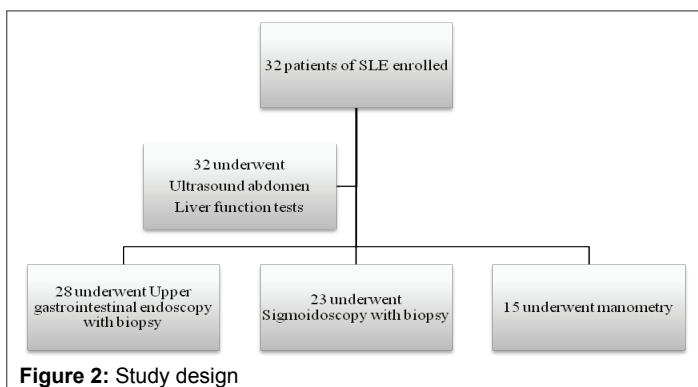 32 patients of SLE enrolled
32 underwent
Ultrasound abdomen
Liver function tests
28 underwent Upper
gastrointestinal endoscopy
with biopsy
23 underwent
Sigmoidoscopy with biopsy
15 underwent manometry
Figure 2: Study design